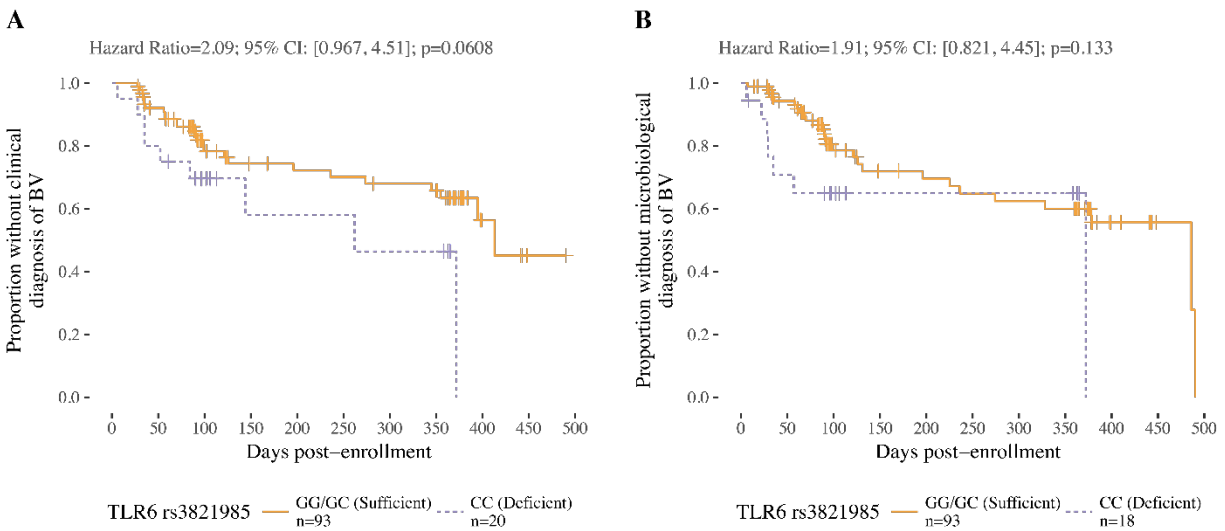 A
Hazard Ratio=2.09; 95% CI: [0.967, 4.51]; p=0.0608
Proportion without clinical
diagnosis of BV
1.0
0.8
0.6
0.4
0.2
0.0
0 50 100 150 200 250 300 350 400 450 500
Days post−enrollment
TLR6 rs3821985 GG/GC (Sufficient) n=93 CC (Deficient) n=20
B
Hazard Ratio=1.91; 95% CI: [0.821, 4.45]; p=0.133
Proportion without microbiological
diagnosis of BV
1.0
0.8
0.6
0.4
0.2
0.0
0 50 100 150 200 250 300 350 400 450 500
Days post−enrollment
TLR6 rs3821985 GG/GC (Sufficient) n=93 CC (Deficient) n=18